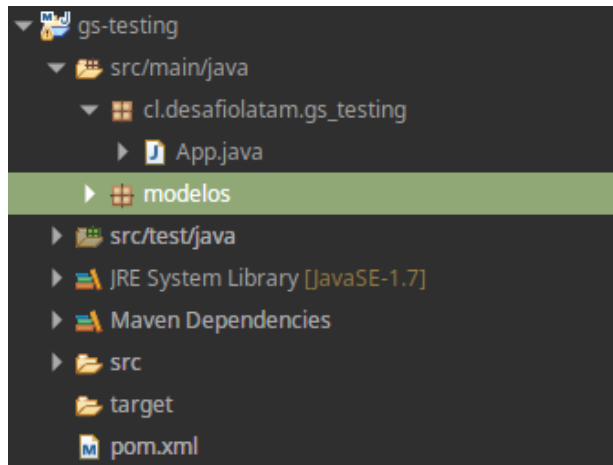 gs-testing
src/main/java
cl.desafiolatam.gs_testing
App.java
modelos
src/test/java
JRE System Library [JavaSE-1.7]
Maven Dependencies
src
target
pom.xml